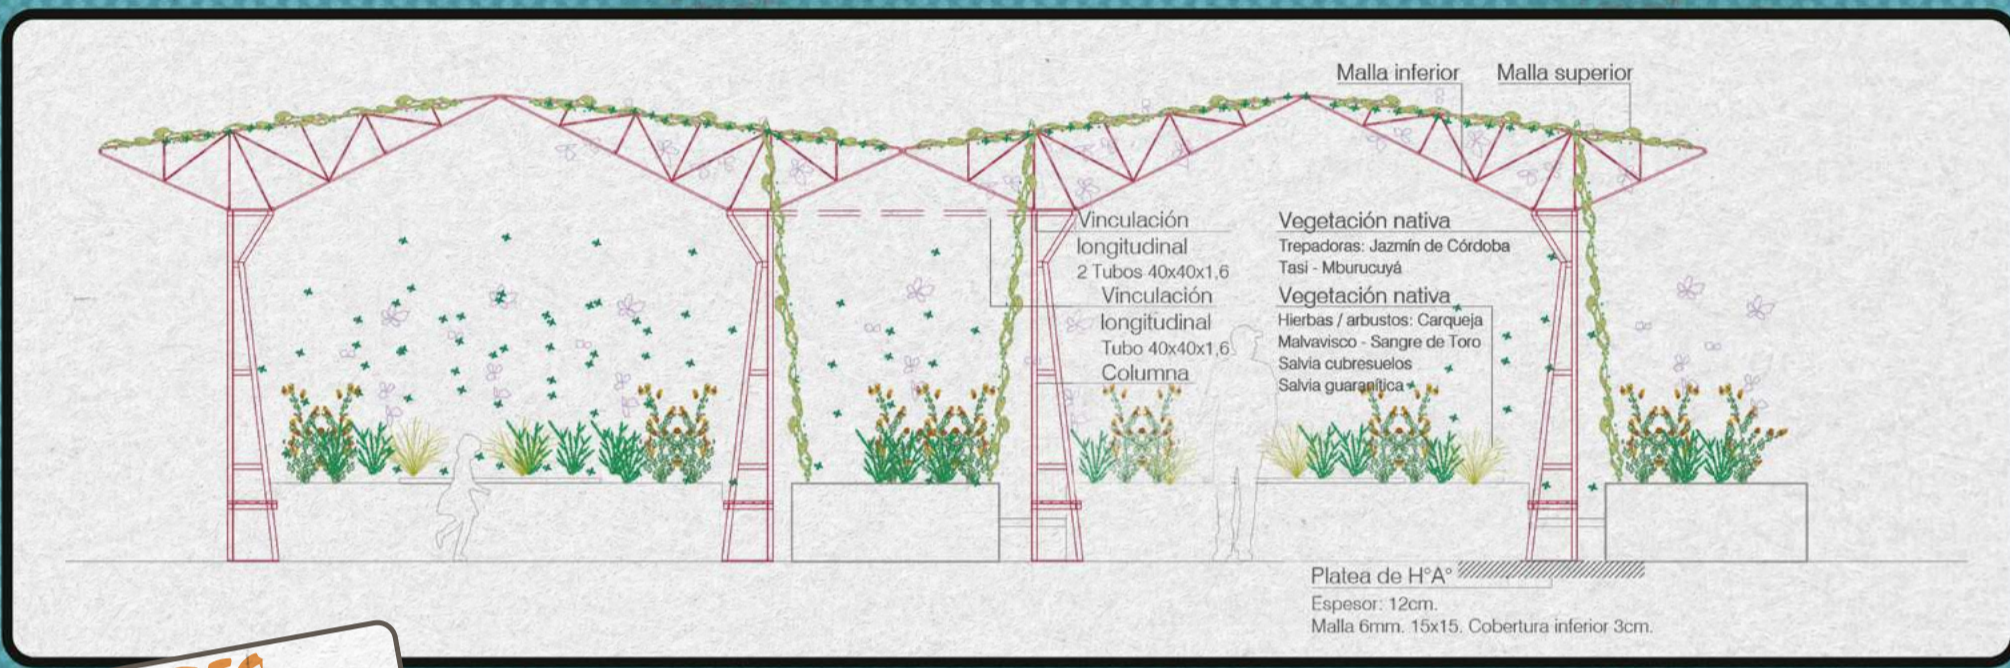 Malla inferior
Malla superior
Vinculación
longitudinal
2 Tubos 40x40x1,6
Vinculación
longitudinal
Tubo 40x40x1,6
Columna
Vegetación nativa
Trepadoras: Jazmín de Córdoba
Tasi - Mburucuyá
Vegetación nativa
Hierbas / arbustos: Carqueja
Malvavisco - Sangre de Toro
Salvia cubresuelos
Salvia guaranítica
Platea de H°A°
Espesor: 12cm.
Malla 6mm. 15x15. Cobertura inferior 3cm.